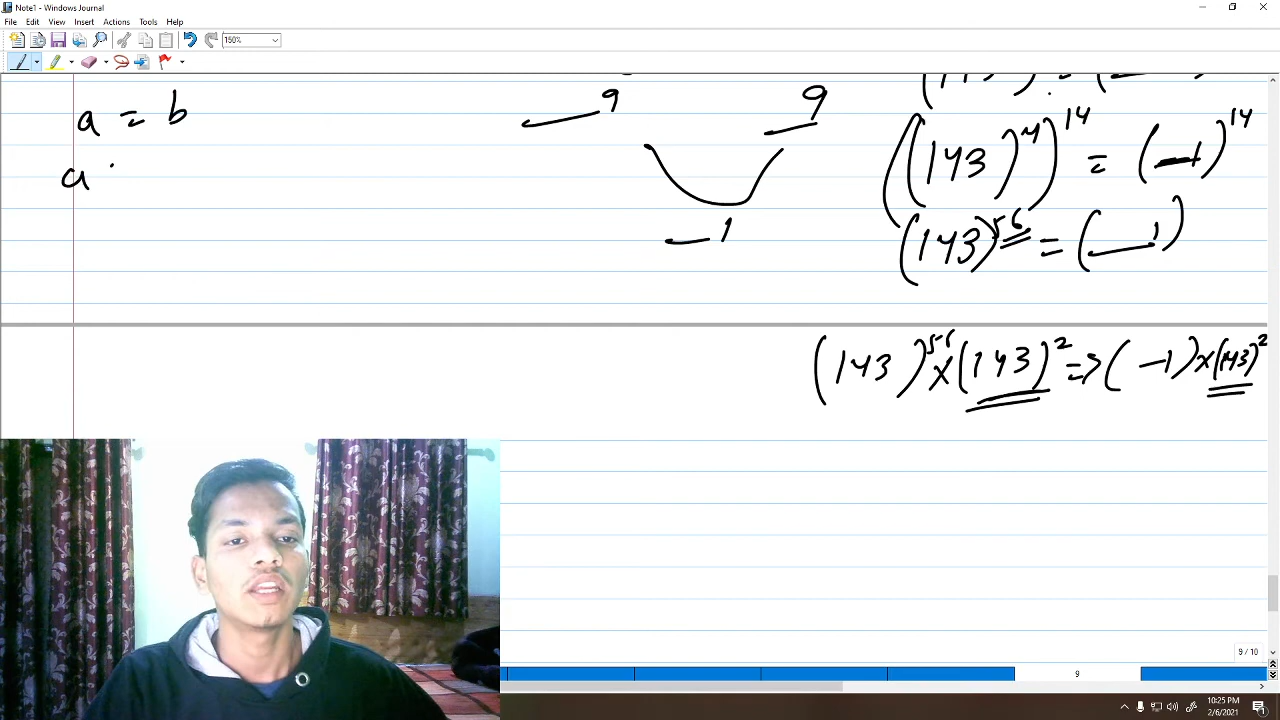 Note1 - Windows Journal
File Edit View Insert Actions Tools Help
150%
a = b
a
9 9
1
((143)^4)^14 = (—1)^14
(143)^56 = (—1)
(143)^56 × (143)^2 => (—1) × (143)^2
9 / 10
9
10:25 PM
2/6/2021